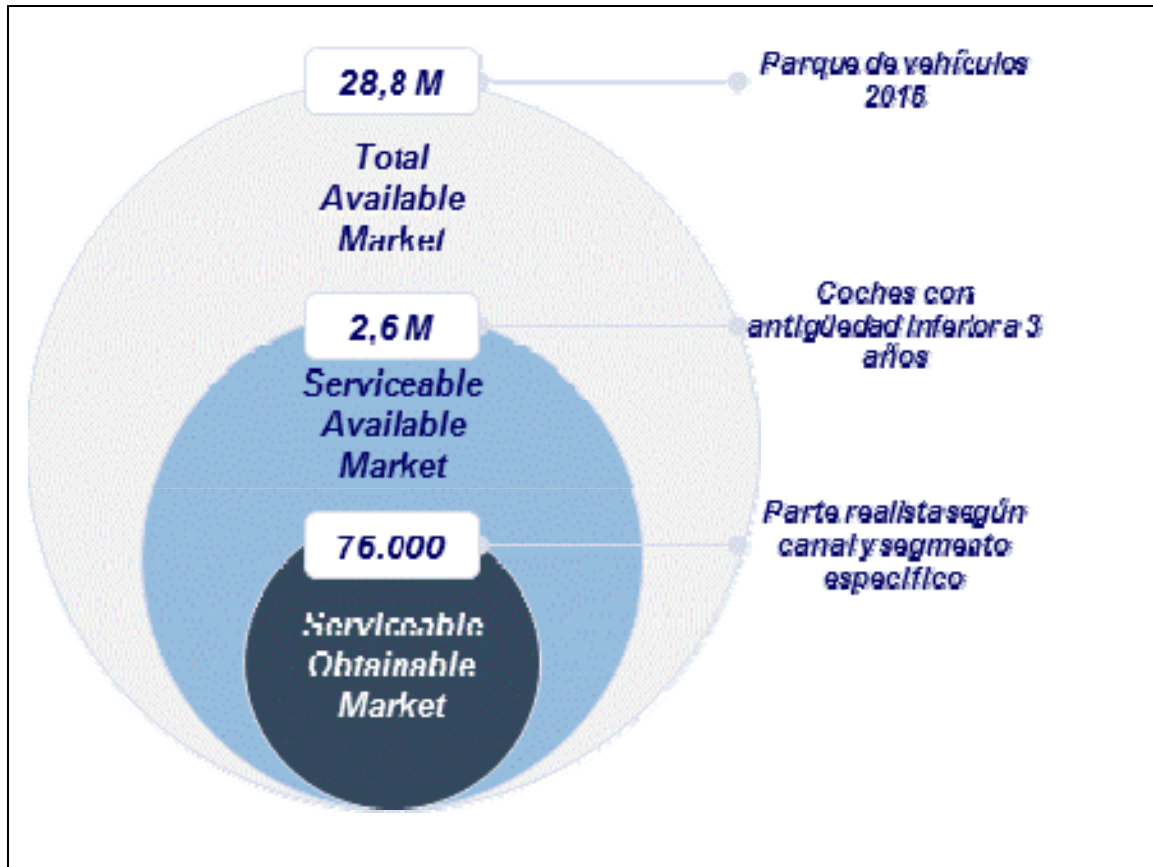 28,8 M
Parque de vehículos
Total
Available
Market
2,6 M
Coches con
antigüedad inferior a 3
años
Serviceable
Available
Market
76.000
Parte realista según
canal y segmento
específico
Serviceable
Obtainable
Market